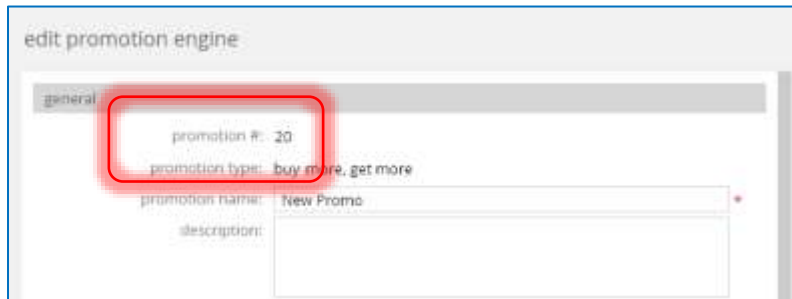 edit promotion engine
general
promotion #: 20
promotion type: buy more, get more
promotion name: New Promo *
description: